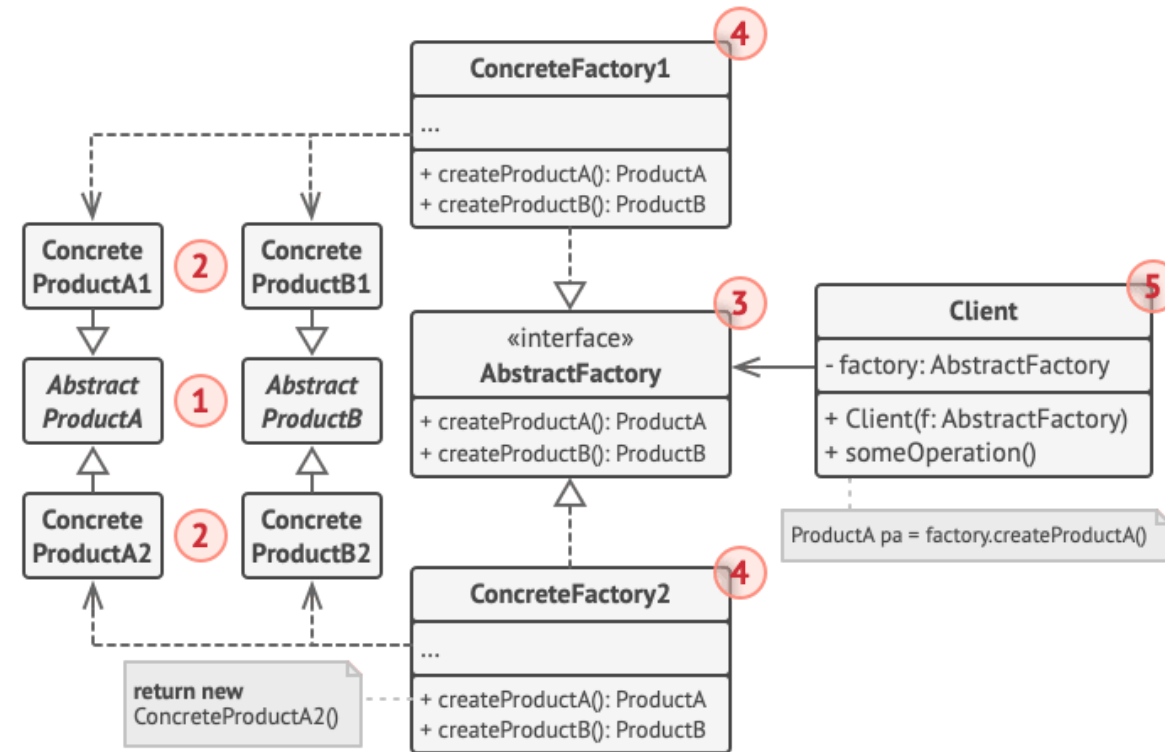 4
ConcreteFactory1
...
+ createProductA(): ProductA
+ createProductB(): ProductB
Concrete
ProductA1
2
Concrete
ProductB1
3
«interface»
AbstractFactory
+ createProductA(): ProductA
+ createProductB(): ProductB
5
Client
- factory: AbstractFactory
+ Client(f: AbstractFactory)
+ someOperation()
Abstract
ProductA
1
Abstract
ProductB
Concrete
ProductA2
2
Concrete
ProductB2
ProductA pa = factory.createProductA()
4
ConcreteFactory2
...
+ createProductA(): ProductA
+ createProductB(): ProductB
return new
ConcreteProductA2()